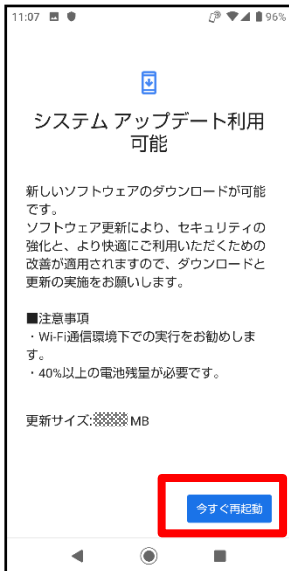 11:07 96%
システム アップデート利用
可能
新しいソフトウェアのダウンロードが可能
です。
ソフトウェア更新により、セキュリティの
強化と、より快適にご利用いただくための
改善が適用されますので、ダウンロードと
更新の実施をお願いします。
■注意事項
・Wi-Fi通信環境下での実行をお勧めしま
す。
・40%以上の電池残量が必要です。
更新サイズ: MB
今すぐ再起動